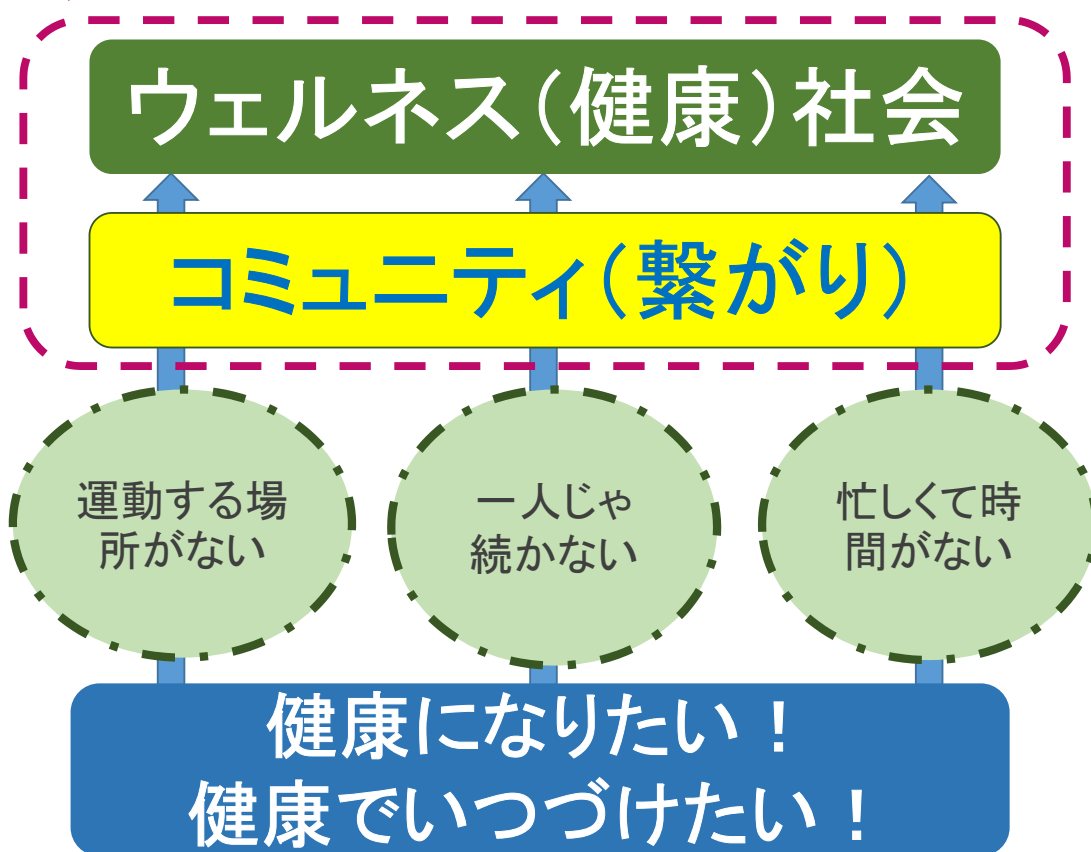 ウェルネス（健康）社会
コミュニティ（繋がり）
運動する場
所がない
一人じゃ
続かない
忙しくて時
間がない
健康になりたい！
健康でいつづけたい！